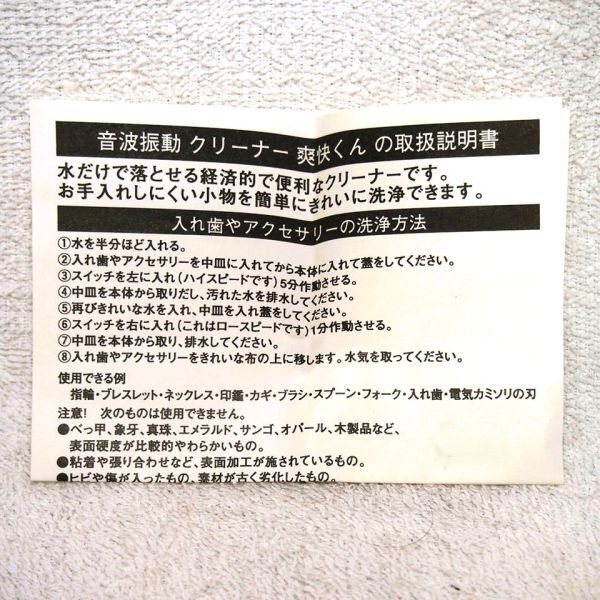 音波振動 クリーナー 爽快くん の取扱説明書
水だけで落とせる経済的で便利なクリーナーです。
お手入れしにくい小物を簡単にきれいに洗浄できます。
入れ歯やアクセサリーの洗浄方法
①水を半分ほど入れる。
②入れ歯やアクセサリーを中皿に入れてから本体に入れて蓋をしてください。
③スイッチを左に入れ(ハイスピードです)5分作動させる。
④中皿を本体から取りだし、汚れた水を排水してください。
⑤再びきれいな水を入れ、中皿を入れ蓋をしてください。
⑥スイッチを右に入れ(これはロースピードです)1分作動させる。
⑦中皿を本体から取り、排水してください。
⑧入れ歯やアクセサリーをきれいな布の上に移します。水気を取ってください。
使用できる例
指輪・ブレスレット・ネックレス・印鑑・カギ・ブラシ・スプーン・フォーク・入れ歯・電気カミソリの刃
注意! 次のものは使用できません。
●べっ甲、象牙、真珠、エメラルド、サンゴ、オパール、木製品など、
表面硬度が比較的やわらかいもの。
●粘着や張り合わせなど、表面加工が施されているもの。
●ヒビや傷が入ったもの、素材が古く劣化したもの。